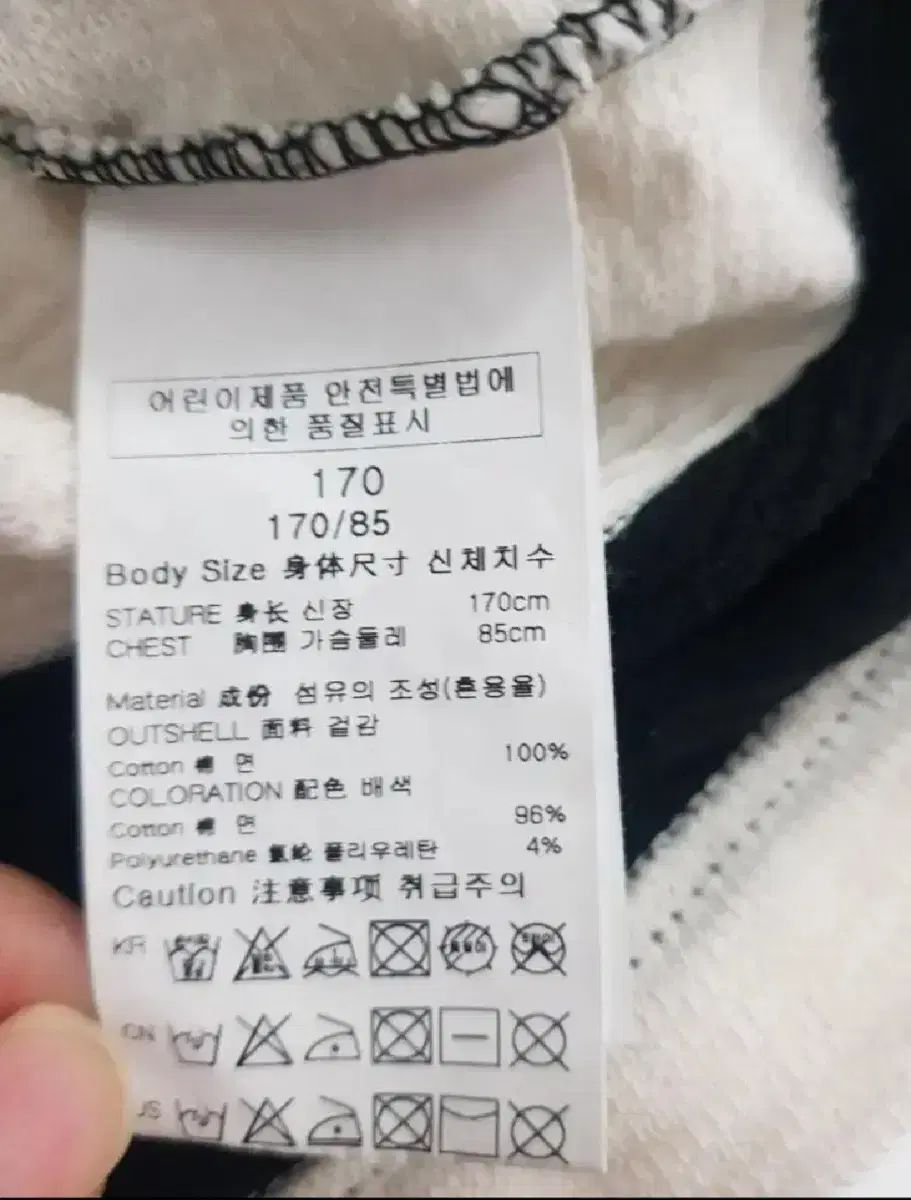 어린이제품 안전특별법에
의한 품질표시
170
170/85
Body Size 身体尺寸 신체치수
STATURE 身长 신장 170cm
CHEST 胸围 가슴둘레 85cm
Material 成份 섬유의 조성(혼용율)
OUTSHELL 面料 겉감
Cotton 棉 면 100%
COLORATION 配色 배색
Cotton 棉 면 96%
Polyurethane 氨纶 폴리우레탄 4%
Caution 注意事项 취급주의
KR
CN
US